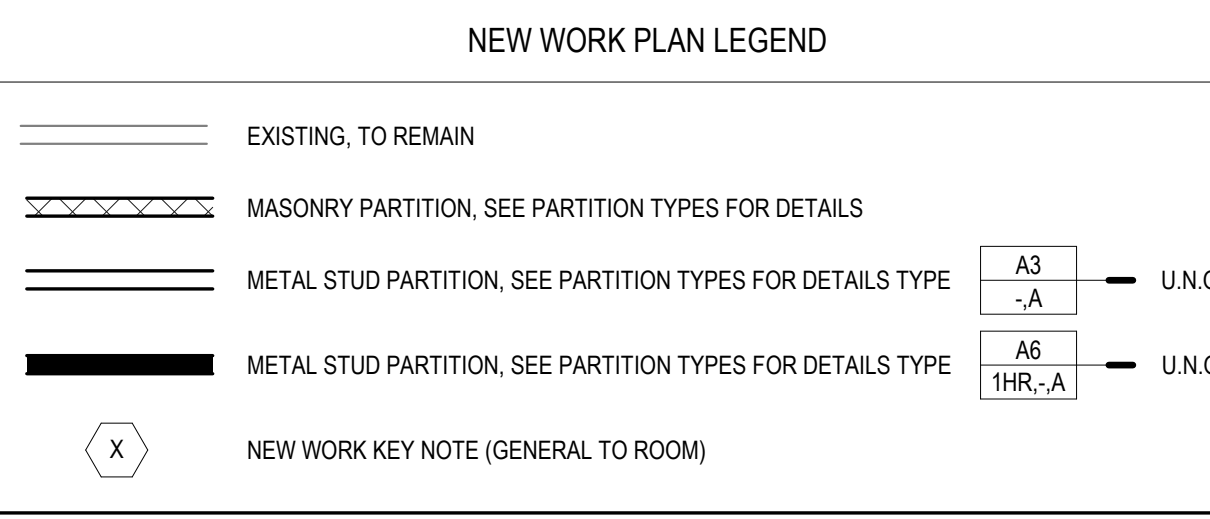 NEW WORK PLAN LEGEND
EXISTING, TO REMAIN
MASONRY PARTITION, SEE PARTITION TYPES FOR DETAILS
METAL STUD PARTITION, SEE PARTITION TYPES FOR DETAILS TYPE
A3
-,A
U.N.
METAL STUD PARTITION, SEE PARTITION TYPES FOR DETAILS TYPE
A6
1HR,-,A
U.N.
X
NEW WORK KEY NOTE (GENERAL TO ROOM)